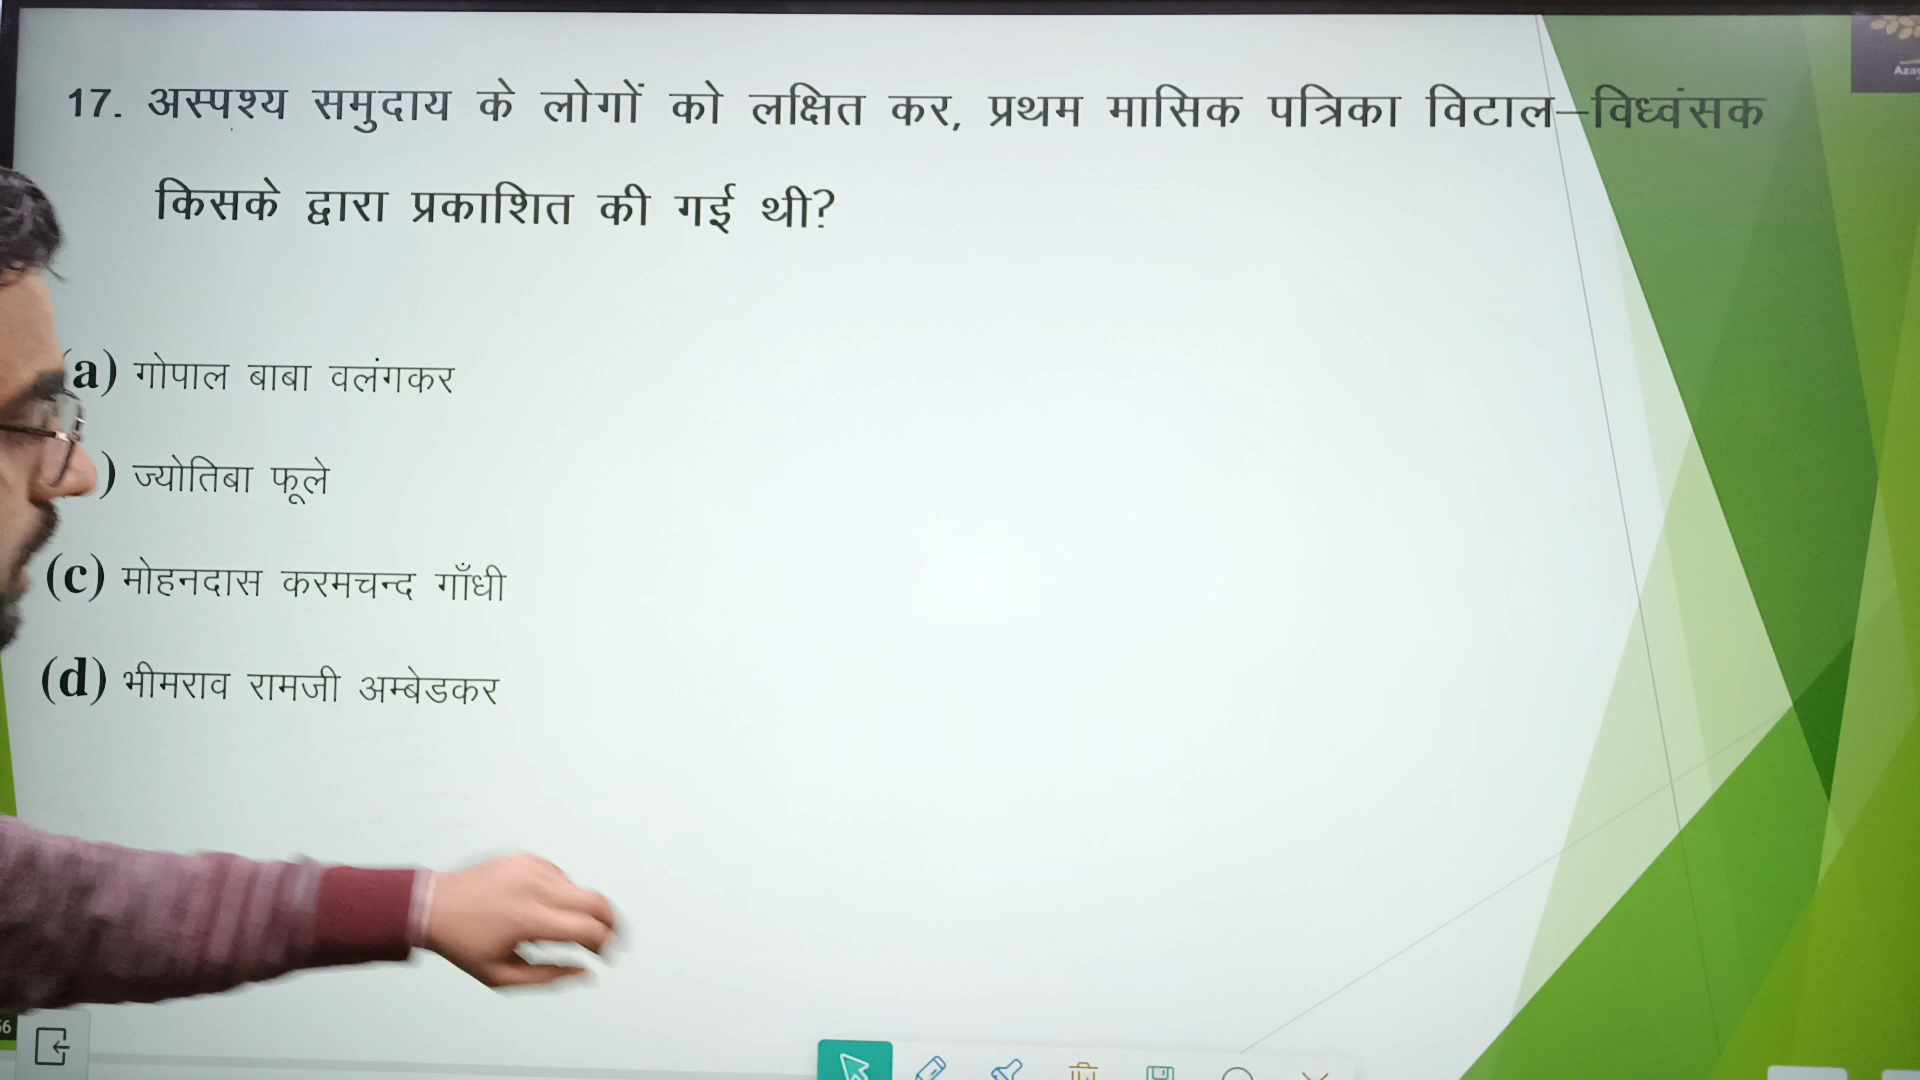 17. अस्पश्य समुदाय के लोगों को लक्षित कर, प्रथम मासिक पत्रिका विटाल–विध्वंसक
किसके द्वारा प्रकाशित की गई थी?
(a) गोपाल बाबा वलंगकर
) ज्योतिबा फूले
(c) मोहनदास करमचन्द गाँधी
(d) भीमराव रामजी अम्बेडकर